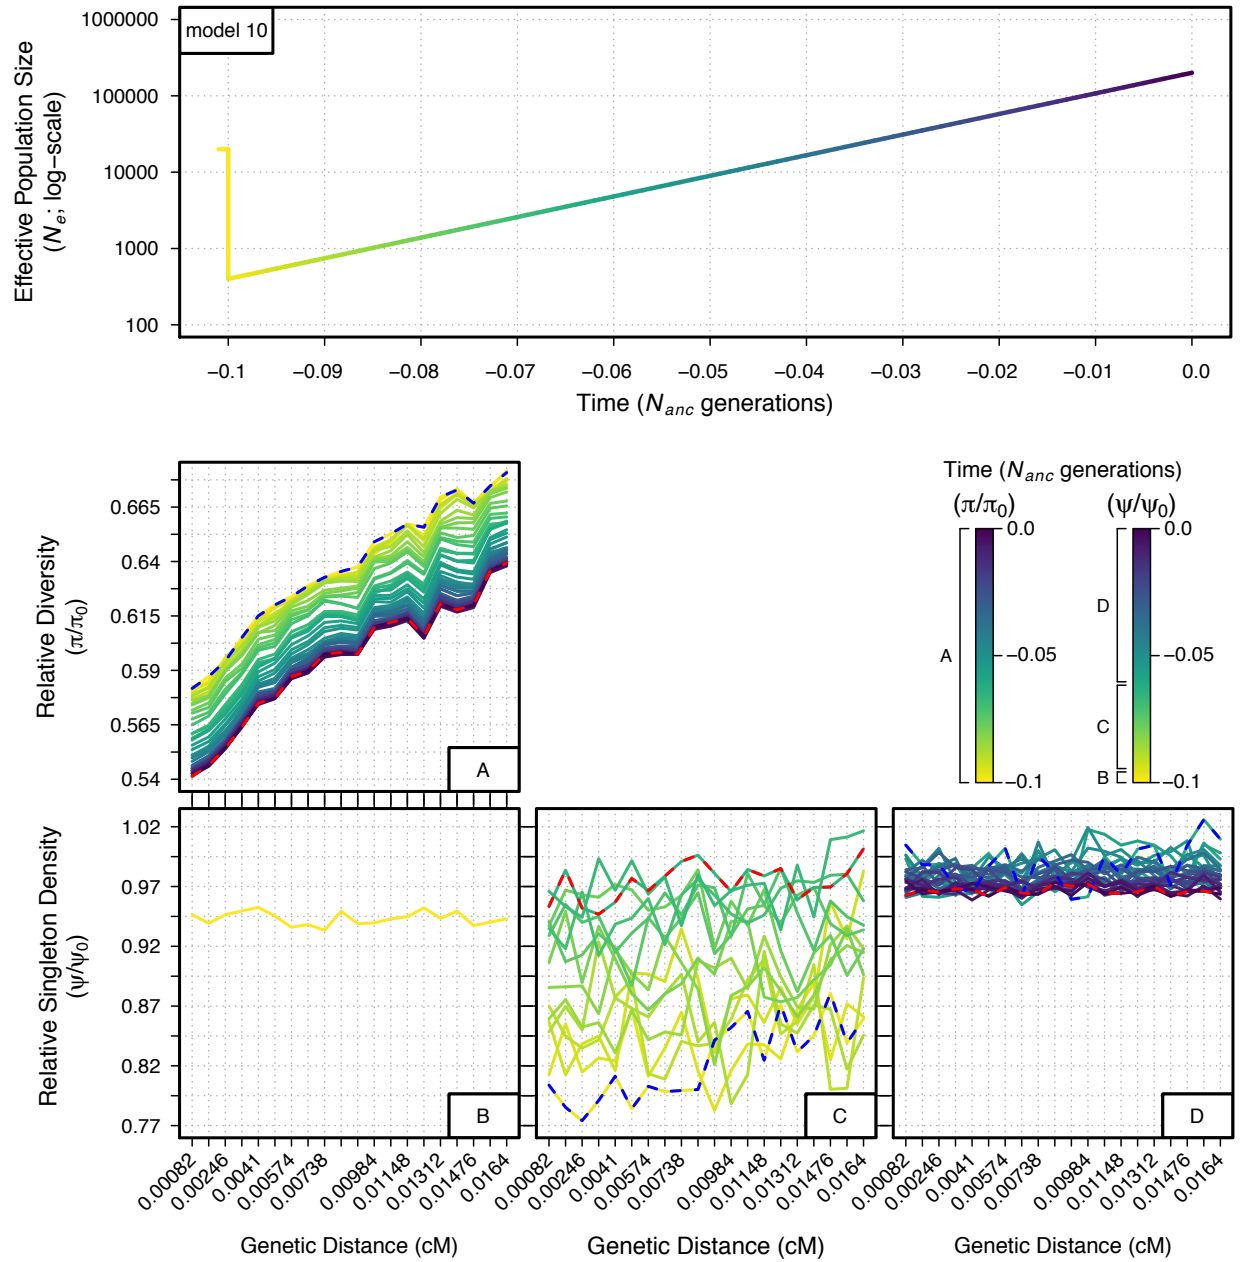 model 10
Effective Population Size
(Ne; log−scale)
1000000
100000
10000
1000
100
−0.1
−0.09
−0.08
−0.07
−0.06
−0.05
−0.04
−0.03
−0.02
−0.01
0.0
Time (Nanc generations)
Relative Diversity
(π/π0)
0.665
0.64
0.615
0.59
0.565
0.54
A
Time (Nanc generations)
(π/π0)
(ψ/ψ0)
A
0.0
−0.05
−0.1
D
C
B
0.0
−0.05
−0.1
Relative Singleton Density
(ψ/ψ0)
1.02
0.97
0.92
0.87
0.82
0.77
B
C
D
0.00082
0.00246
0.0041
0.00574
0.00738
0.00984
0.01148
0.01312
0.01476
0.0164
Genetic Distance (cM)
0.00082
0.00246
0.0041
0.00574
0.00738
0.00984
0.01148
0.01312
0.01476
0.0164
Genetic Distance (cM)
0.00082
0.00246
0.0041
0.00574
0.00738
0.00984
0.01148
0.01312
0.01476
0.0164
Genetic Distance (cM)